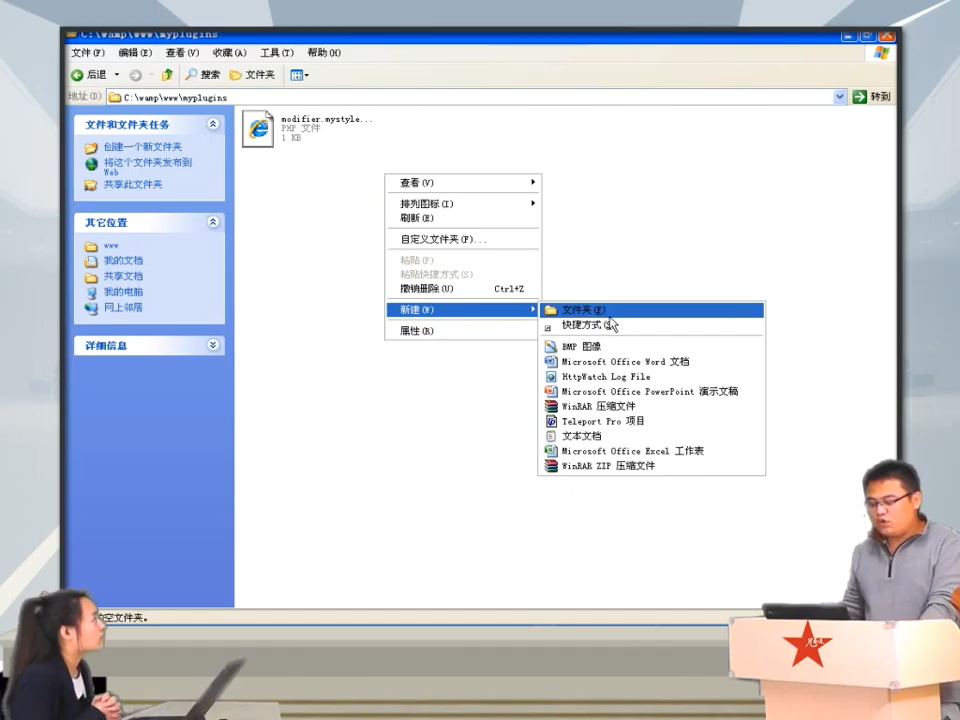 C:\wamp\www\myplugins
文件(F) 编辑(E) 查看(V) 收藏(A) 工具(T) 帮助(H)
后退 搜索 文件夹
地址(D) C:\wamp\www\myplugins 转到
文件和文件夹任务
创建一个新文件夹
将这个文件夹发布到
Web
共享此文件夹
其它位置
www
我的文档
共享文档
我的电脑
网上邻居
详细信息
modifier.mystyle...
PHP 文件
1 KB
查看(V)
排列图标(I)
刷新(E)
自定义文件夹(F)...
粘贴(P)
粘贴快捷方式(S)
撤销删除(U) Ctrl+Z
新建(W)
属性(R)
文件夹(F)
快捷方式(S)
BMP 图像
Microsoft Office Word 文档
HttpWatch Log File
Microsoft Office PowerPoint 演示文稿
WinRAR 压缩文件
Teleport Pro 项目
文本文档
Microsoft Office Excel 工作表
WinRAR ZIP 压缩文件
的空文件夹。